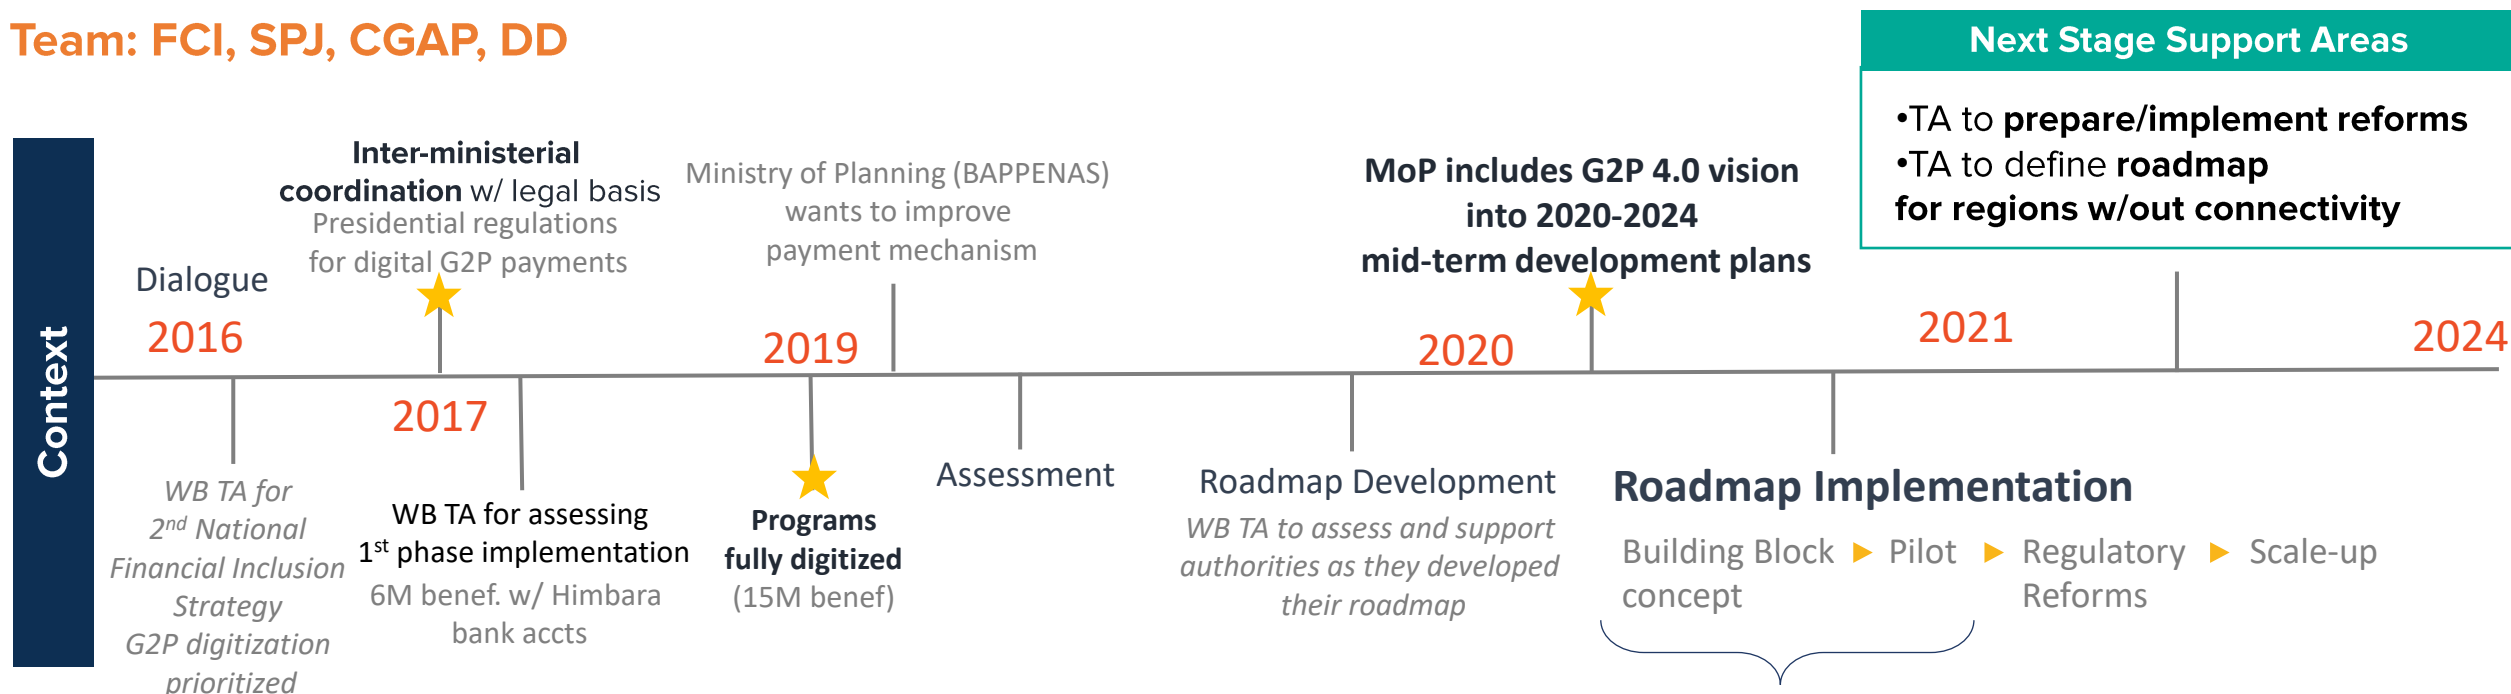 Team: FCI, SPJ, CGAP, DD
Next Stage Support Areas
•TA to prepare/implement reforms
•TA to define roadmap
for regions w/out connectivity
Context
Dialogue
2016
Inter-ministerial
coordination w/ legal basis
Presidential regulations
for digital G2P payments
2017
Ministry of Planning (BAPPENAS)
wants to improve
payment mechanism
2019
MoP includes G2P 4.0 vision
into 2020-2024
mid-term development plans
2020
2021
2024
WB TA for
2nd National
Financial Inclusion
Strategy
G2P digitization
prioritized
WB TA for assessing
1st phase implementation
6M benef. w/ Himbara
bank accts
Programs
fully digitized
(15M benef)
Assessment
Roadmap Development
WB TA to assess and support
authorities as they developed
their roadmap
Roadmap Implementation
Building Block
concept
Pilot
Regulatory
Reforms
Scale-up